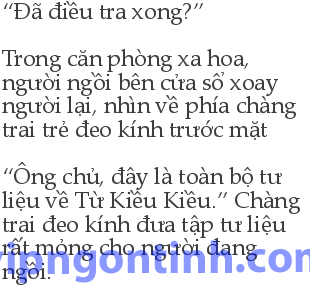 “Đã điều tra xong?”
Trong căn phòng xa hoa,
người ngồi bên cửa sổ xoay
người lại, nhìn về phía chàng
trai trẻ đeo kính trước mặt
“Ông chủ, đây là toàn bộ tư
liệu về Từ Kiều Kiều.” Chàng
trai đeo kính đưa tập tư liệu
rất mỏng cho người đang
ngồi.
vipngontinh.com